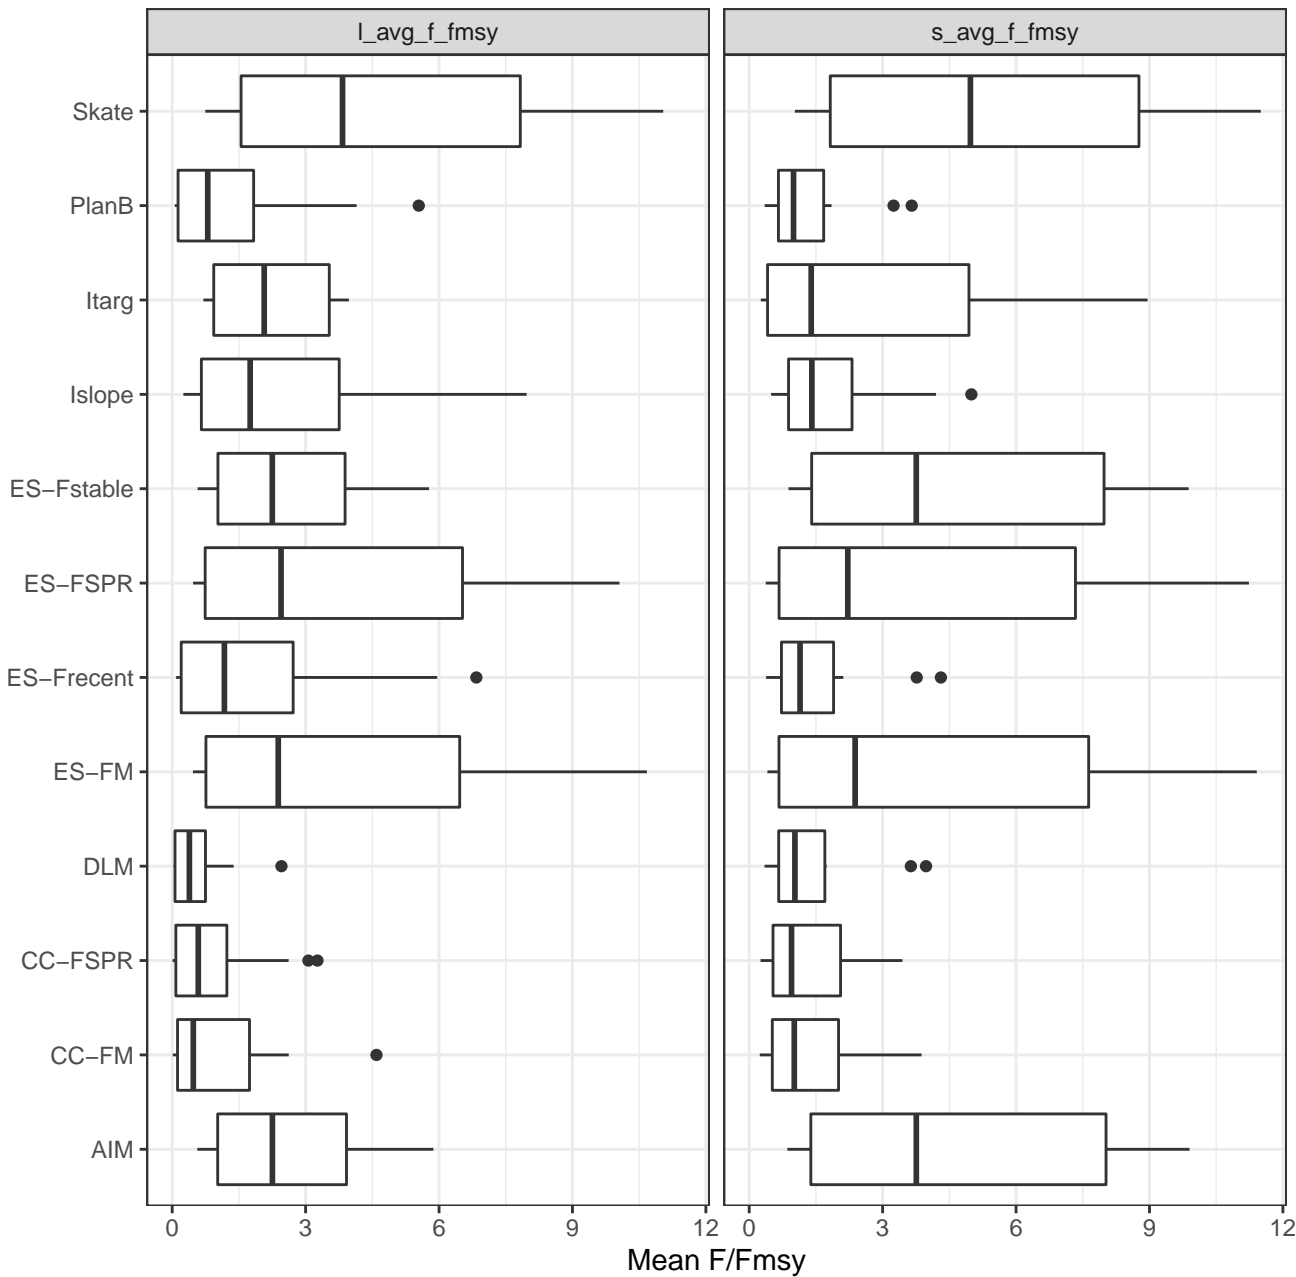 l_avg_f_fmsy
s_avg_f_fmsy
Skate
PlanB
Itarg
Islope
ES−Fstable
ES−FSPR
ES−Frecent
ES−FM
DLM
CC−FSPR
CC−FM
AIM
0 3 6 9 12 0 3 6 9 12
Mean F/Fmsy